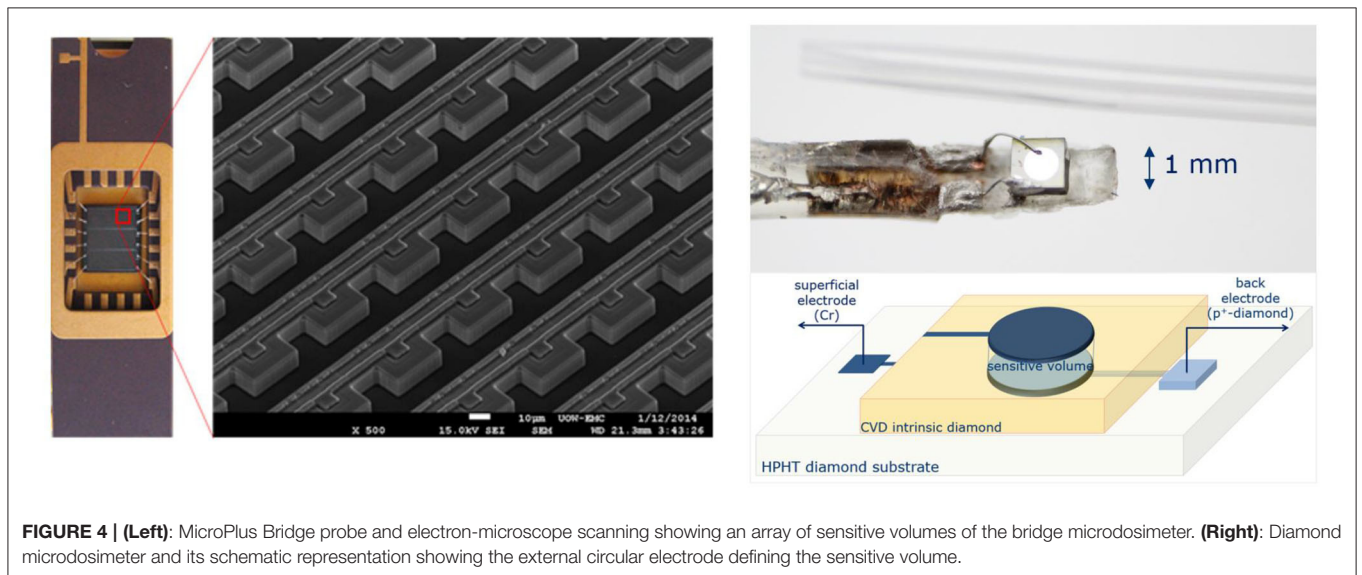 10µm UOW-EMC 1/12/2014
X 500 15.0kV SEI SEM WD 21.3mm 3:43:26
1 mm
superficial
electrode
(Cr)
back
electrode
(p⁺-diamond)
sensitive volume
CVD intrinsic diamond
HPHT diamond substrate
FIGURE 4 | (Left): MicroPlus Bridge probe and electron-microscope scanning showing an array of sensitive volumes of the bridge microdosimeter. (Right): Diamond
microdosimeter and its schematic representation showing the external circular electrode defining the sensitive volume.